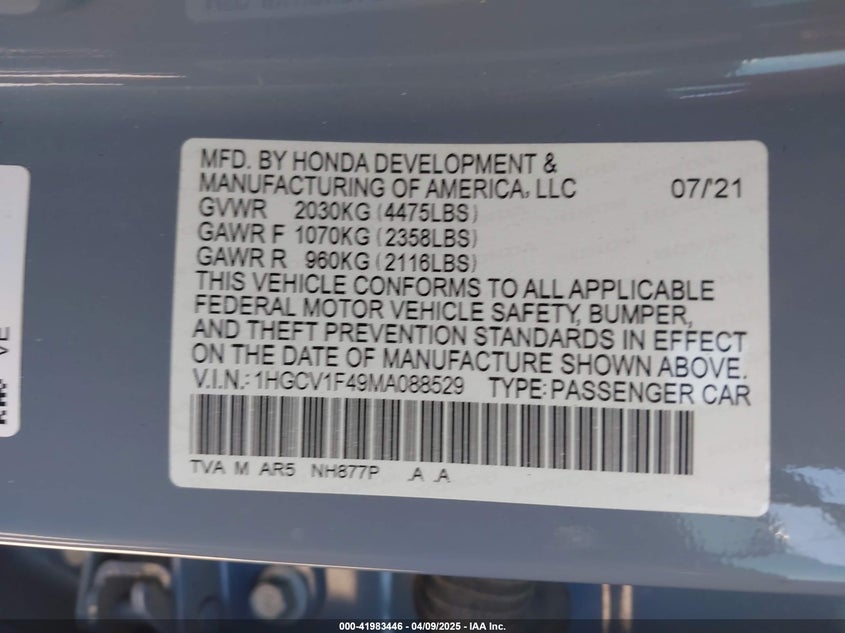 MFD. BY HONDA DEVELOPMENT &
MANUFACTURING OF AMERICA, LLC 07/'21
GVWR 2030KG (4475LBS)
GAWR F 1070KG (2358LBS)
GAWR R 960KG (2116LBS)
THIS VEHICLE CONFORMS TO ALL APPLICABLE
FEDERAL MOTOR VEHICLE SAFETY, BUMPER,
AND THEFT PREVENTION STANDARDS IN EFFECT
ON THE DATE OF MANUFACTURE SHOWN ABOVE.
V.I.N.: 1HGCV1F49MA088529 TYPE: PASSENGER CAR
TVA M AR5 NH877P .A .A
VE
000-41983446 - 04/09/2025 - IAA Inc.